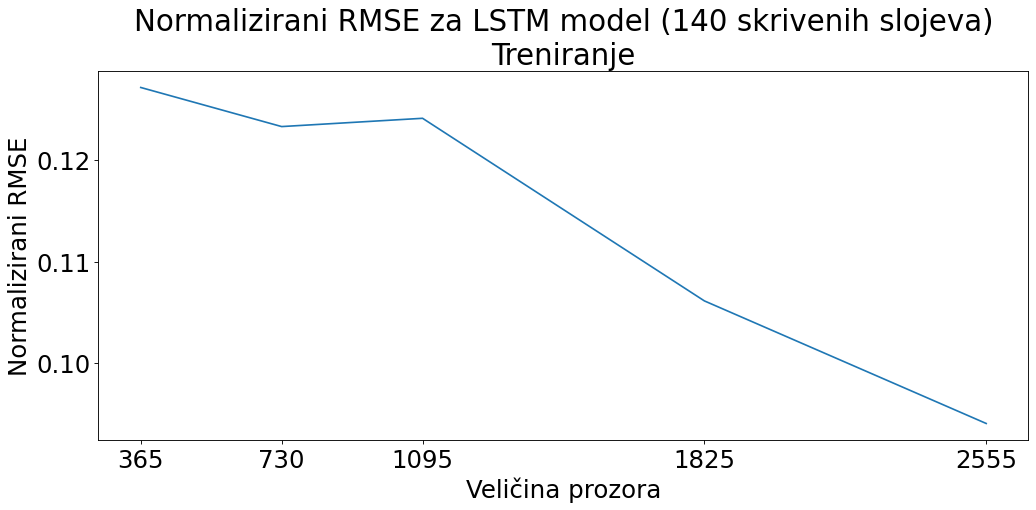 Normalizirani RMSE za LSTM model (140 skrivenih slojeva)
Treniranje
Normalizirani RMSE
0.12
0.11
0.10
365 730 1095 1825 2555
Veličina prozora